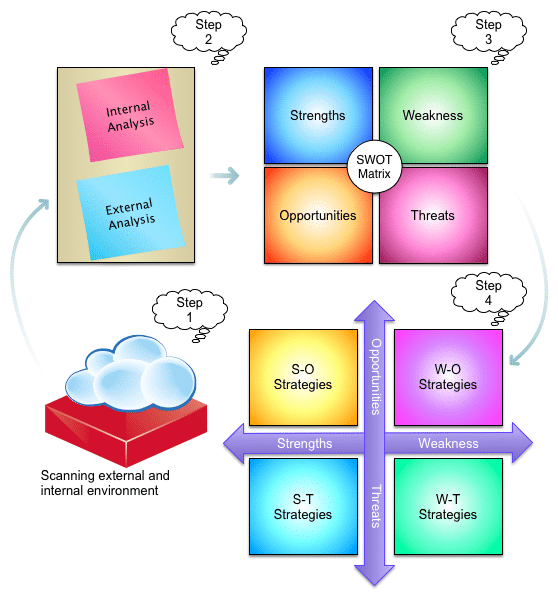 Step
2
Internal
Analysis
External
Analysis
Step
3
Strengths
Weakness
SWOT
Matrix
Opportunities
Threats
Step
1
Scanning external and
internal environment
Step
4
S-O
Strategies
Opportunities
W-O
Strategies
Strengths
Weakness
S-T
Strategies
Threats
W-T
Strategies